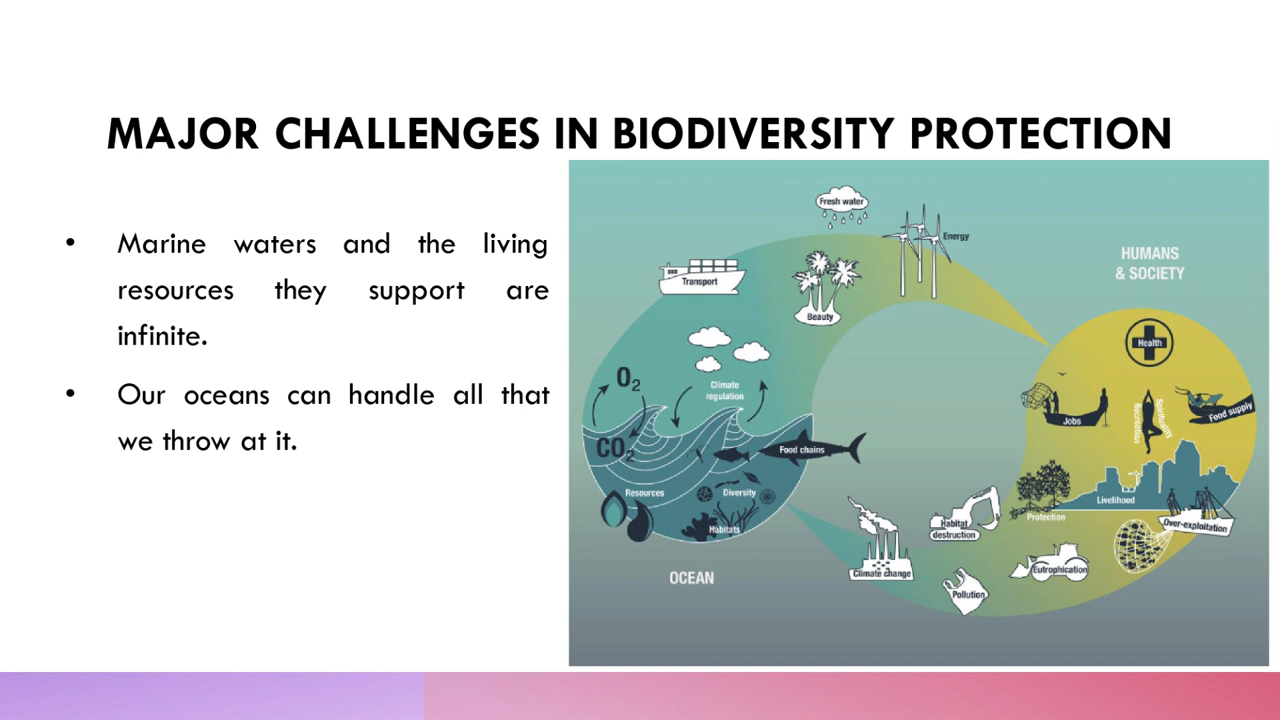 MAJOR CHALLENGES IN BIODIVERSITY PROTECTION
• Marine waters and the living
resources they support are
infinite.
• Our oceans can handle all that
we throw at it.
Fresh water
Energy
HUMANS
& SOCIETY
Transport
Beauty
Health
O2
Climate
regulation
Jobs
Recreation
Spirituality
Food supply
CO2
Food chains
Resources
Diversity
Habitats
Livelihood
Protection
Over-exploitation
Habitat
destruction
Climate change
Eutrophication
Pollution
OCEAN